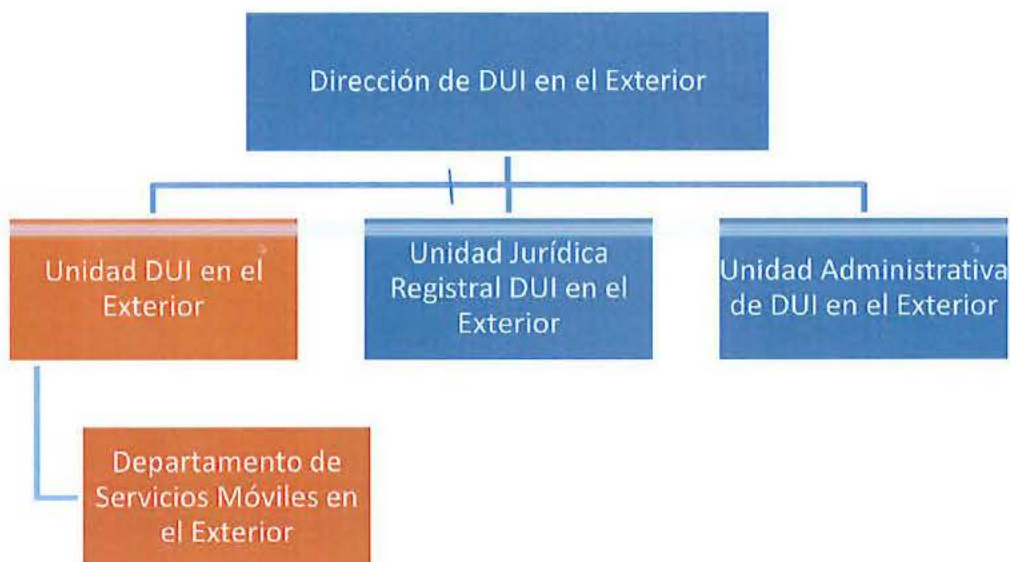 Dirección de DUI en el Exterior
Unidad DUI en el
Exterior
Unidad Jurídica
Registral DUI en el
Exterior
Unidad Administrativa
de DUI en el Exterior
Departamento de
Servicios Móviles en
el Exterior